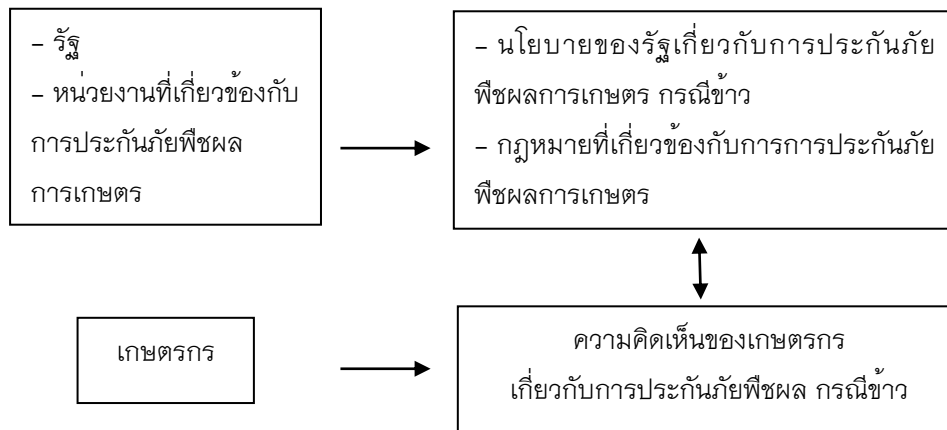 – รัฐ
– หน่วยงานที่เกี่ยวข้องกับ
การประกันภัยพืชผล
การเกษตร
– นโยบายของรัฐเกี่ยวกับการประกันภัย
พืชผลการเกษตร กรณีข้าว
– กฎหมายที่เกี่ยวข้องกับการการประกันภัย
พืชผลการเกษตร
เกษตรกร
ความคิดเห็นของเกษตรกร
เกี่ยวกับการประกันภัยพืชผล กรณีข้าว